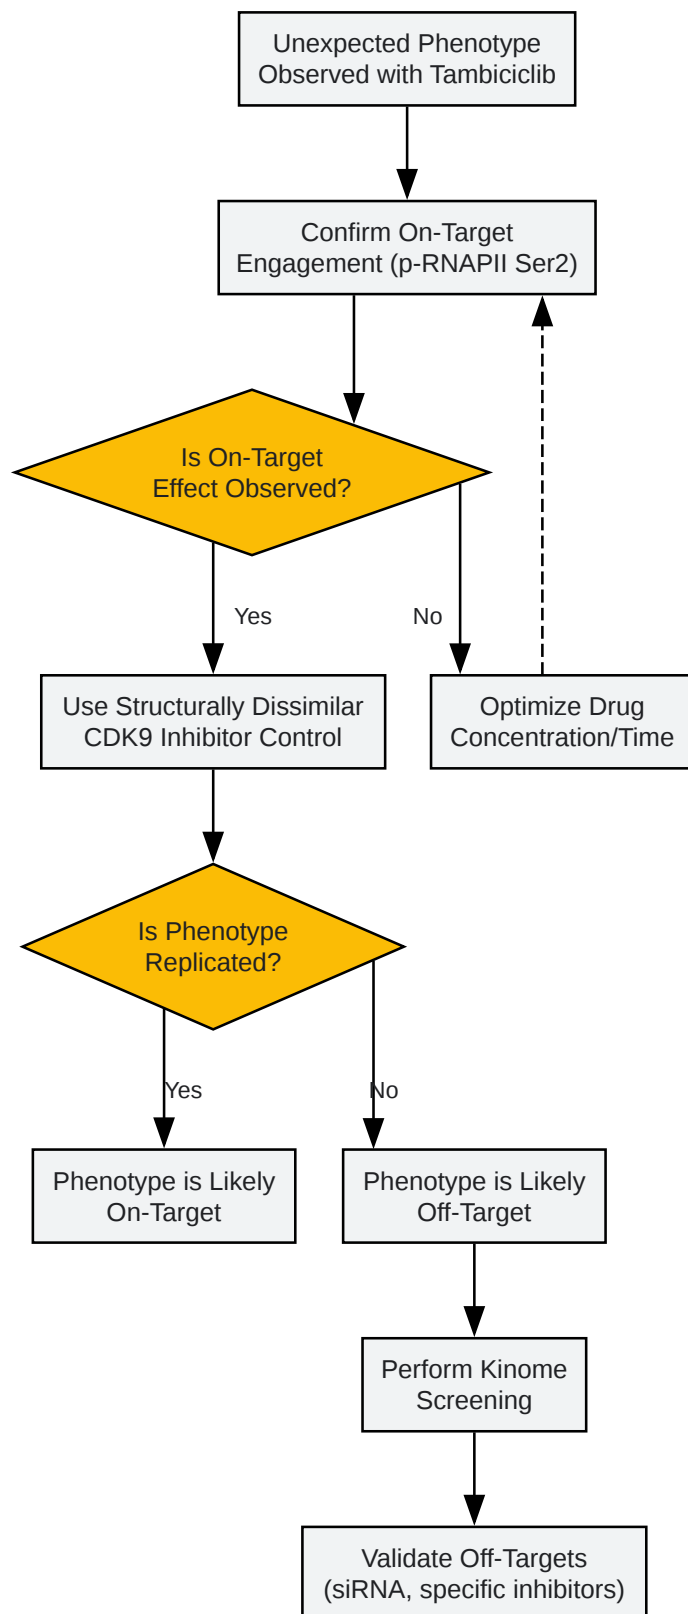 Unexpected Phenotype
Observed with Tambiciclib
Confirm On-Target
Engagement (p-RNAPII Ser2)
Is On-Target
Effect Observed?
Yes
No
Use Structurally Dissimilar
CDK9 Inhibitor Control
Optimize Drug
Concentration/Time
Is Phenotype
Replicated?
Yes
No
Phenotype is Likely
On-Target
Phenotype is Likely
Off-Target
Perform Kinome
Screening
Validate Off-Targets
(siRNA, specific inhibitors)